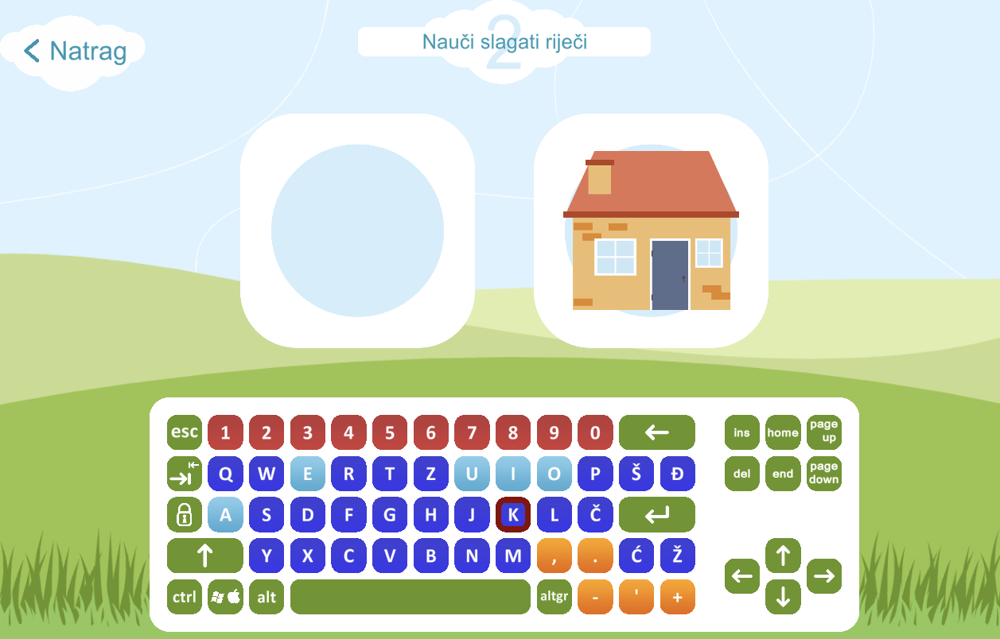 Natrag
2
Nauči slagati riječi
esc 1 2 3 4 5 6 7 8 9 0
ins home page up
Q W E R T Z U I O P Š Đ
del end page down
A S D F G H J K L Č
Y X C V B N M , . Ć Ž
ctrl alt altgr - ' +